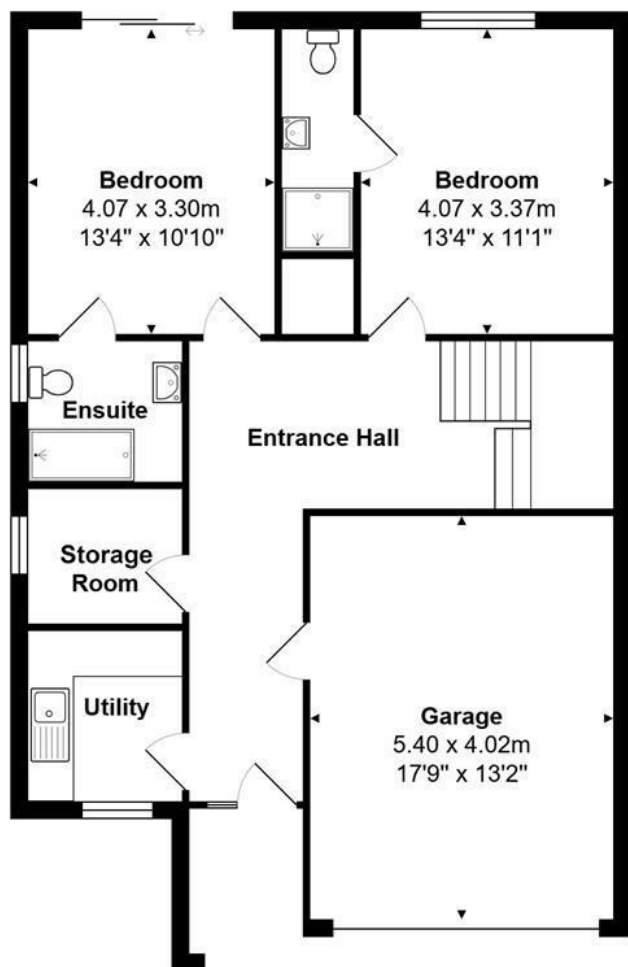 Bedroom
4.07 x 3.30m
13'4" x 10'10"
Bedroom
4.07 x 3.37m
13'4" x 11'1"
Ensuite
Entrance Hall
Storage
Room
Utility
Garage
5.40 x 4.02m
17'9" x 13'2"